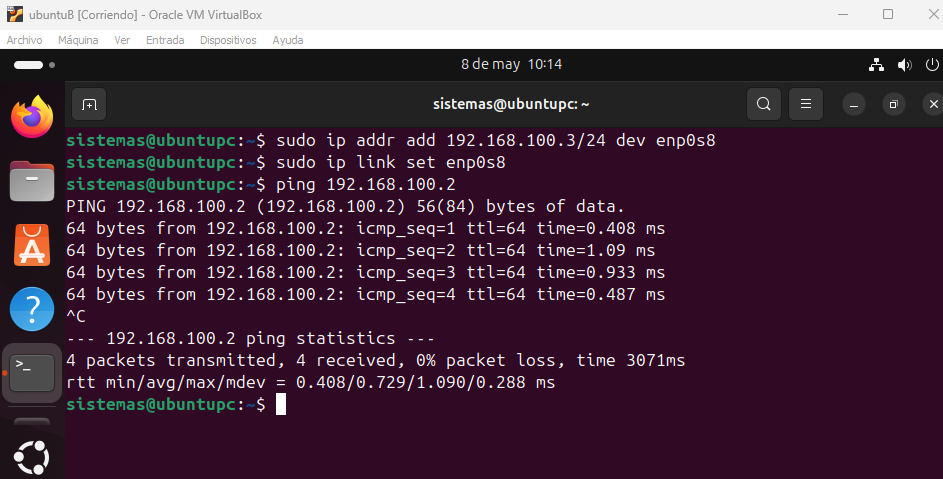 ubuntuB [Corriendo] - Oracle VM VirtualBox
Archivo Máquina Ver Entrada Dispositivos Ayuda
8 de may 10:14
sistemas@ubuntupc: ~
sistemas@ubuntupc:~$ sudo ip addr add 192.168.100.3/24 dev enp0s8
sistemas@ubuntupc:~$ sudo ip link set enp0s8
sistemas@ubuntupc:~$ ping 192.168.100.2
PING 192.168.100.2 (192.168.100.2) 56(84) bytes of data.
64 bytes from 192.168.100.2: icmp_seq=1 ttl=64 time=0.408 ms
64 bytes from 192.168.100.2: icmp_seq=2 ttl=64 time=1.09 ms
64 bytes from 192.168.100.2: icmp_seq=3 ttl=64 time=0.933 ms
64 bytes from 192.168.100.2: icmp_seq=4 ttl=64 time=0.487 ms
^C
--- 192.168.100.2 ping statistics ---
4 packets transmitted, 4 received, 0% packet loss, time 3071ms
rtt min/avg/max/mdev = 0.408/0.729/1.090/0.288 ms
sistemas@ubuntupc:~$